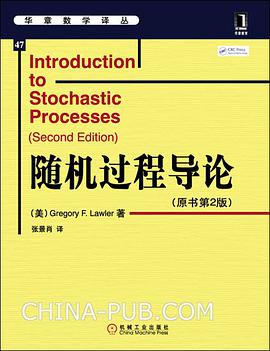 华章数学译丛
47
CRC Press
Introduction
to
Stochastic
Processes
(Second Edition)
随机过程导论
(原书第2版)
(美) Gregory F. Lawler 著
张景肖 译
CHINA-PUB.COM
机械工业出版社
China Machine Press